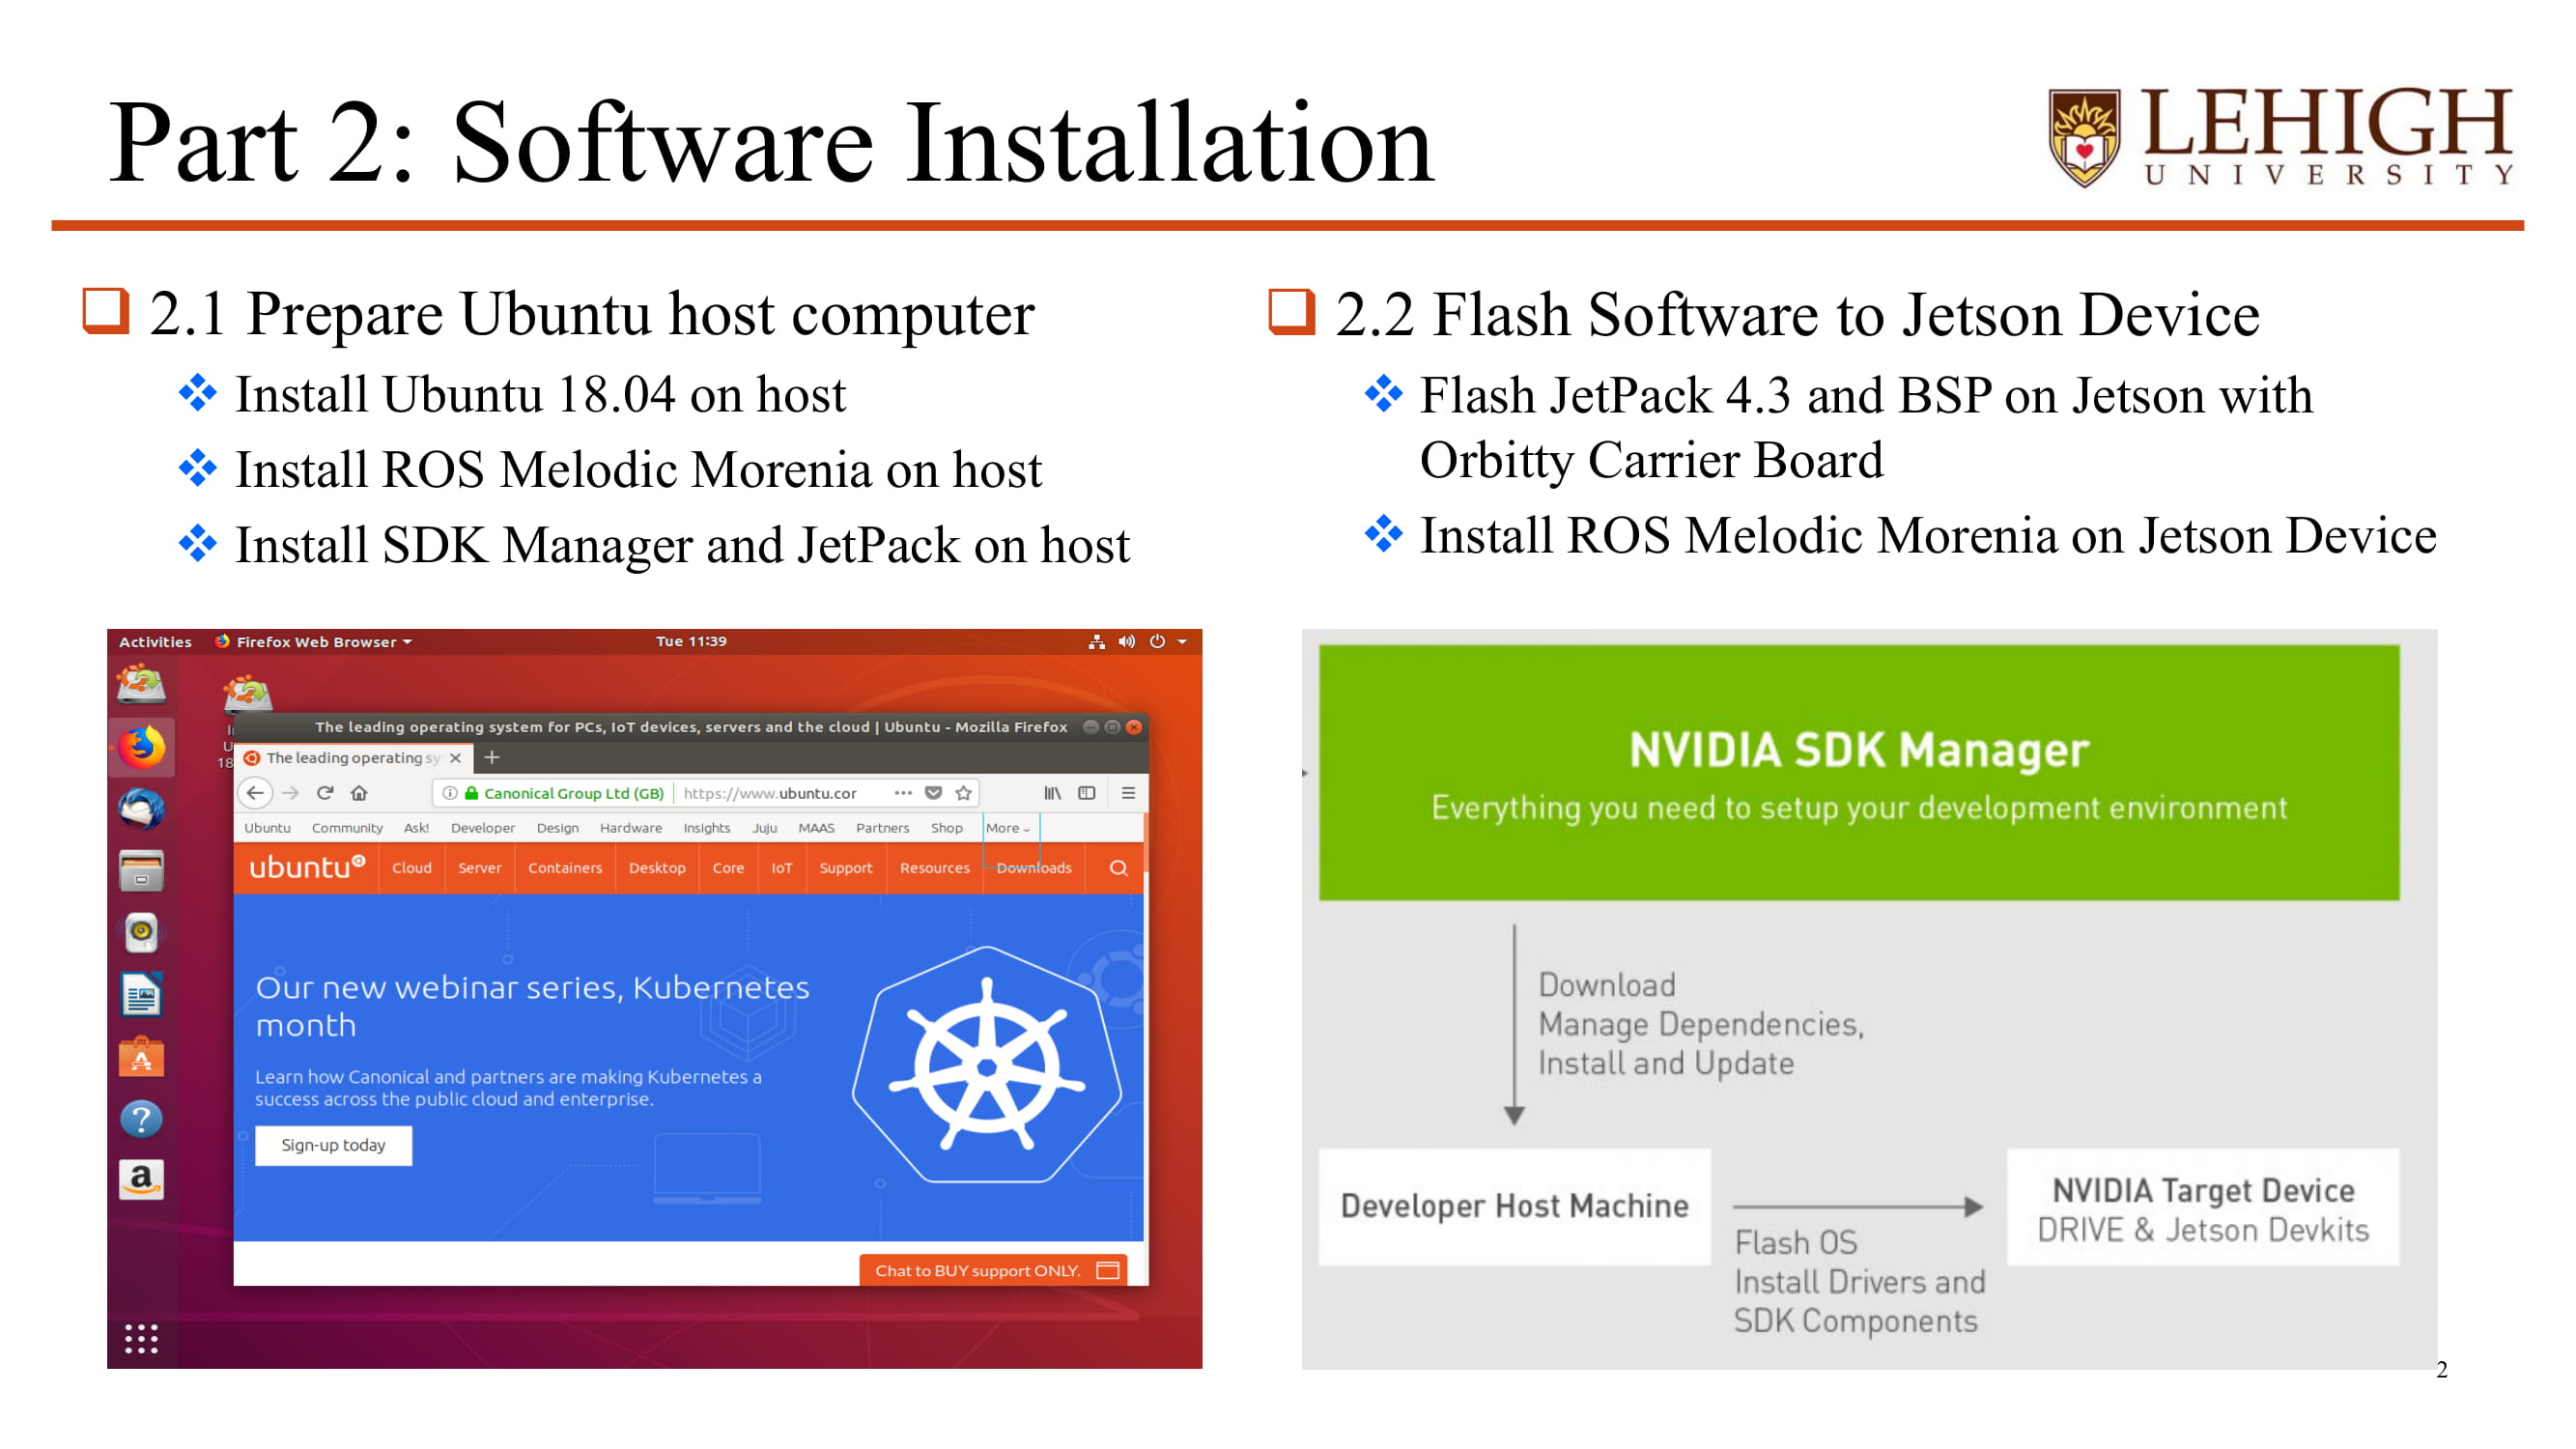 Part 2: Software Installation
LEHIGH
UNIVERSITY
2.1 Prepare Ubuntu host computer
Install Ubuntu 18.04 on host
Install ROS Melodic Morenia on host
Install SDK Manager and JetPack on host
2.2 Flash Software to Jetson Device
Flash JetPack 4.3 and BSP on Jetson with
Orbitty Carrier Board
Install ROS Melodic Morenia on Jetson Device
Activities Firefox Web Browser Tue 11:39
The leading operating system for PCs, IoT devices, servers and the cloud | Ubuntu - Mozilla Firefox
The leading operating sy
Canonical Group Ltd (GB) https://www.ubuntu.cor
Ubuntu Community Ask! Developer Design Hardware Insights Juju MAAS Partners Shop More
ubuntu Cloud Server Containers Desktop Core IoT Support Resources Downloads
Our new webinar series, Kubernetes
month
Learn how Canonical and partners are making Kubernetes a
success across the public cloud and enterprise.
Sign-up today
Chat to BUY support ONLY.
NVIDIA SDK Manager
Everything you need to setup your development environment
Download
Manage Dependencies,
Install and Update
Developer Host Machine
Flash OS
Install Drivers and
SDK Components
NVIDIA Target Device
DRIVE & Jetson Devkits
2